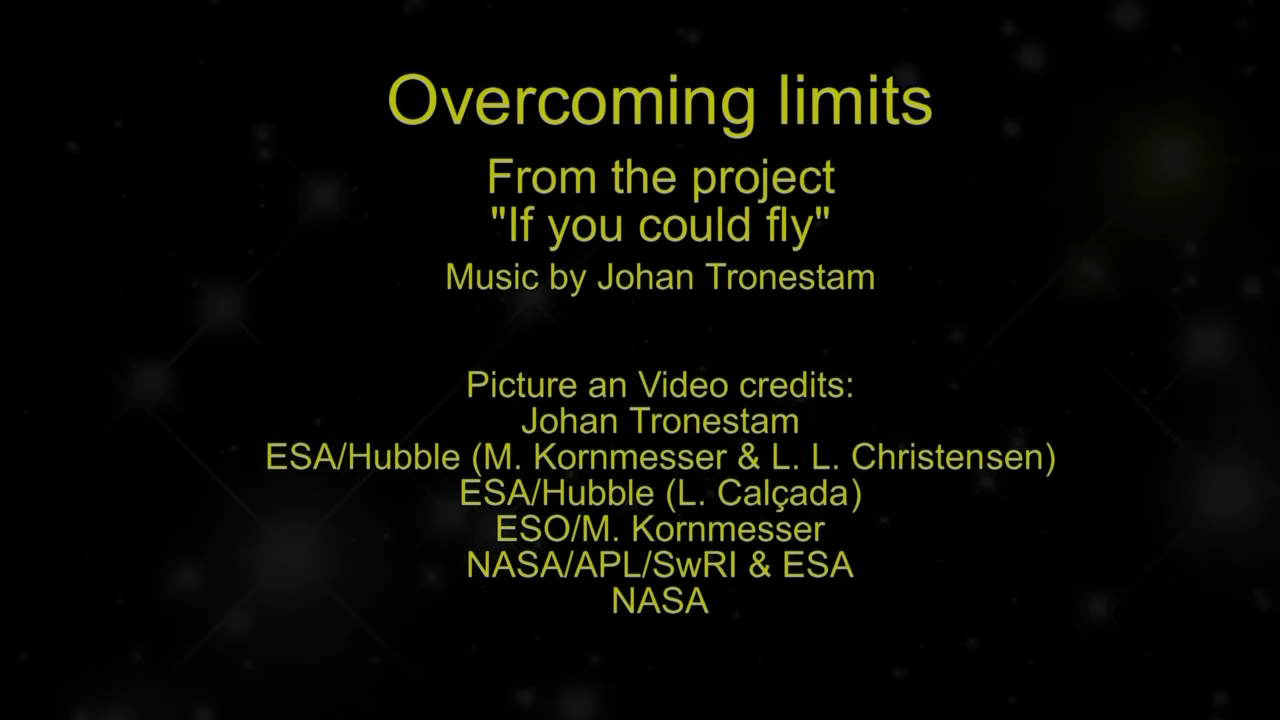 Overcoming limits
From the project
"If you could fly"
Music by Johan Tronestam
Picture an Video credits:
Johan Tronestam
ESA/Hubble (M. Kornmesser & L. L. Christensen)
ESA/Hubble (L. Calçada)
ESO/M. Kornmesser
NASA/APL/SwRI & ESA
NASA